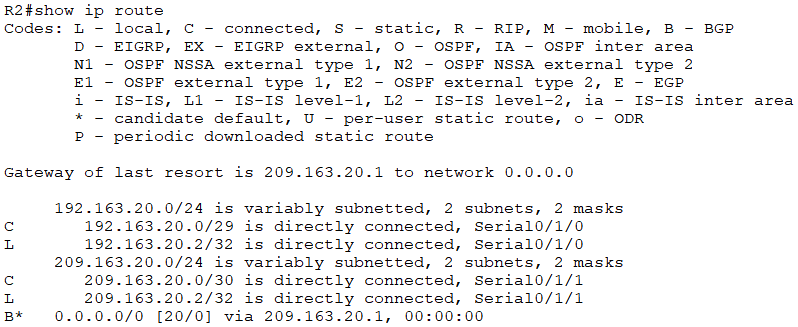 R2#show ip route
Codes: L - local, C - connected, S - static, R - RIP, M - mobile, B - BGP
       D - EIGRP, EX - EIGRP external, O - OSPF, IA - OSPF inter area
       N1 - OSPF NSSA external type 1, N2 - OSPF NSSA external type 2
       E1 - OSPF external type 1, E2 - OSPF external type 2, E - EGP
       i - IS-IS, L1 - IS-IS level-1, L2 - IS-IS level-2, ia - IS-IS inter area
       * - candidate default, U - per-user static route, o - ODR
       P - periodic downloaded static route

Gateway of last resort is 209.163.20.1 to network 0.0.0.0

     192.163.20.0/24 is variably subnetted, 2 subnets, 2 masks
C       192.163.20.0/29 is directly connected, Serial0/1/0
L       192.163.20.2/32 is directly connected, Serial0/1/0
     209.163.20.0/24 is variably subnetted, 2 subnets, 2 masks
C       209.163.20.0/30 is directly connected, Serial0/1/1
L       209.163.20.2/32 is directly connected, Serial0/1/1
B*   0.0.0.0/0 [20/0] via 209.163.20.1, 00:00:00